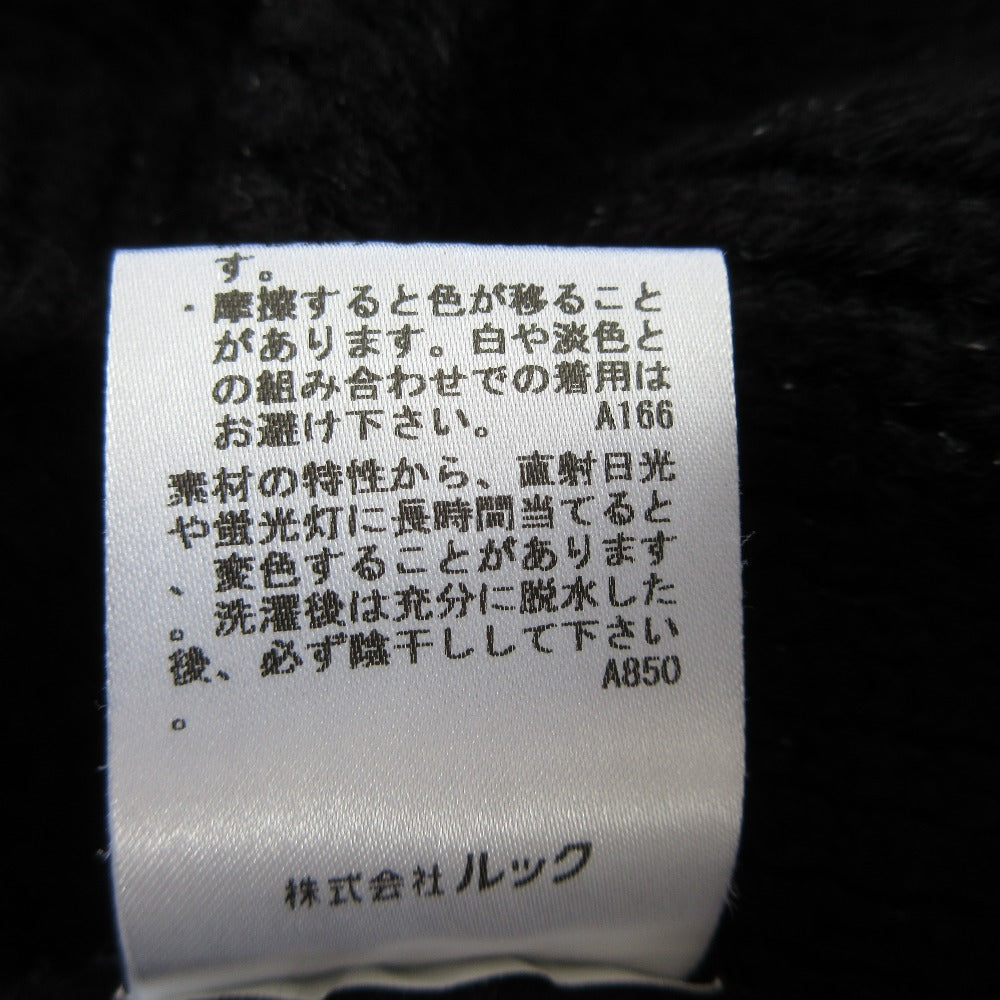 す。
・摩擦すると色が移ること
があります。白や淡色と
の組み合わせでの着用は
お避け下さい。 A166
素材の特性から、直射日光
や蛍光灯に長時間当てると
、変色することがあります
。洗濯後は充分に脱水した
後、必ず陰干しして下さい
A850
。
株式会社 ルック